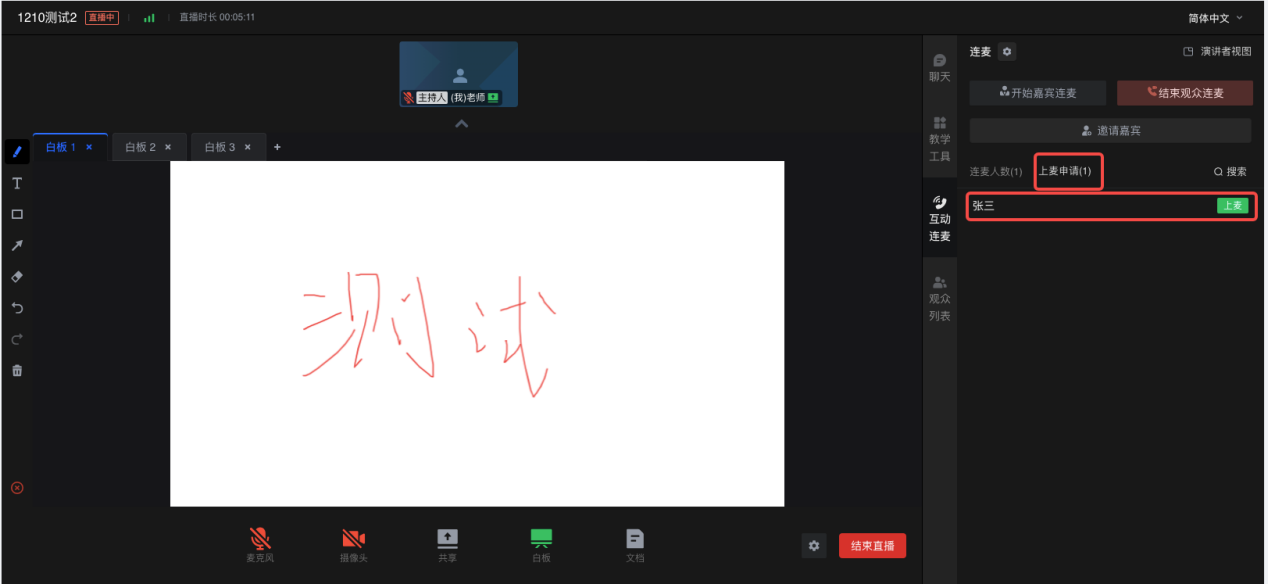 1210测试2 直播中 直播时长 00:05:11 简体中文
主持人 (我)老师
白板 1 × 白板 2 × 白板 3 × +
测试
麦克风 摄像头 共享 白板 文档 结束直播
聊天
教学
工具
互动
连麦
观众
列表
连麦 演讲者视图
开始嘉宾连麦 结束观众连麦
邀请嘉宾
连麦人数(1) 上麦申请(1) 搜索
张三 上麦